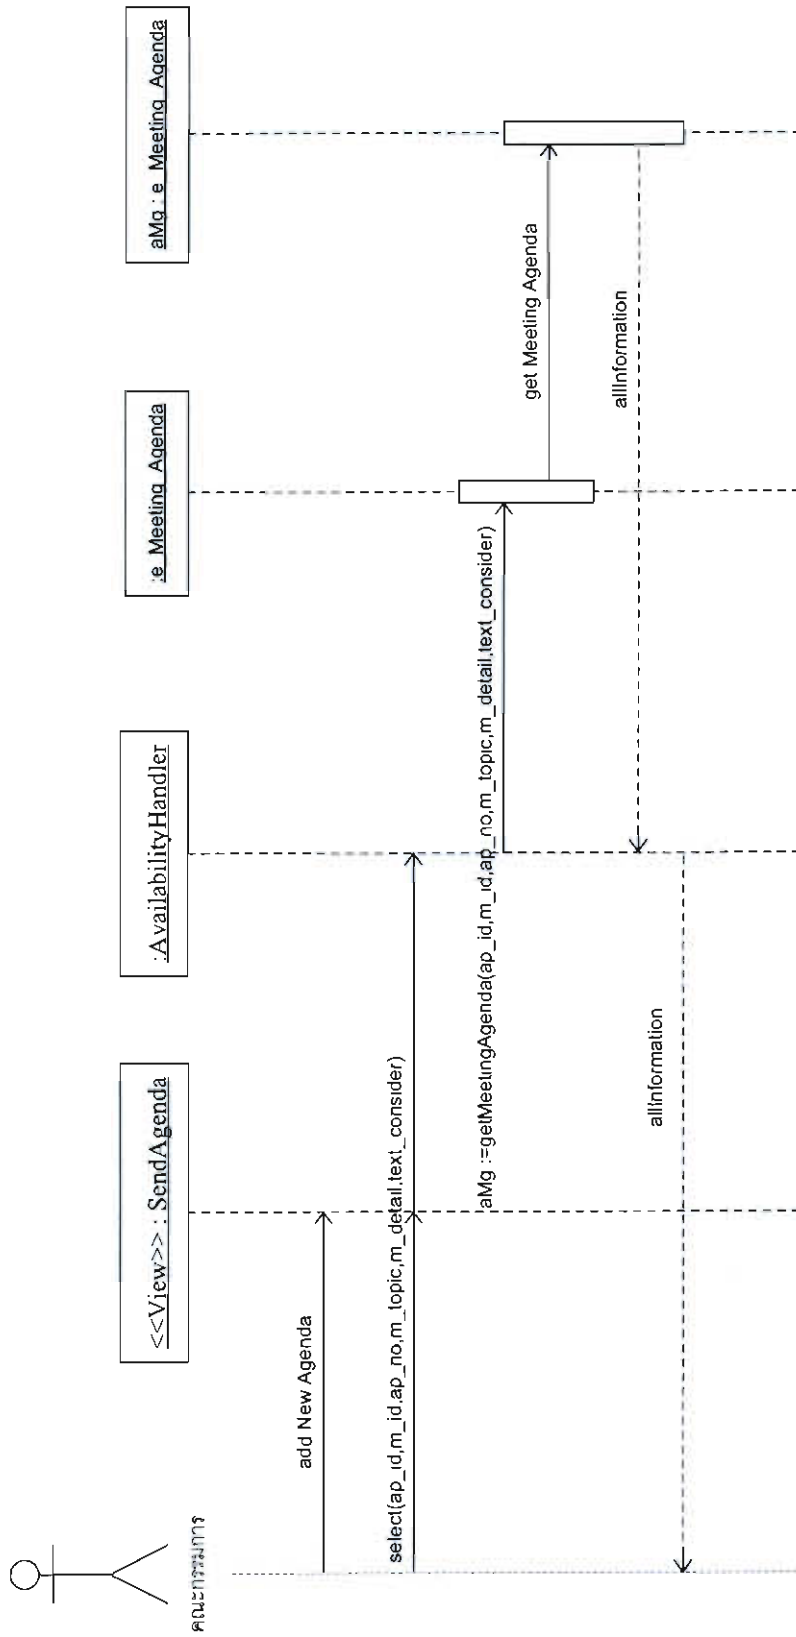 คณะกรรมการ
<<View>> : SendAgenda
:AvailabilityHandler
:e_Meeting_Agenda
aMg : e_Meeting_Agenda
add New Agenda
select(ap_id,m_id,ap_no,m_topic,m_detail,text_consider)
aMg :=getMeetingAgenda(ap_id,m_id,ap_no,m_topic,m_detail,text_consider)
get Meeting Agenda
allInformation
allInformation